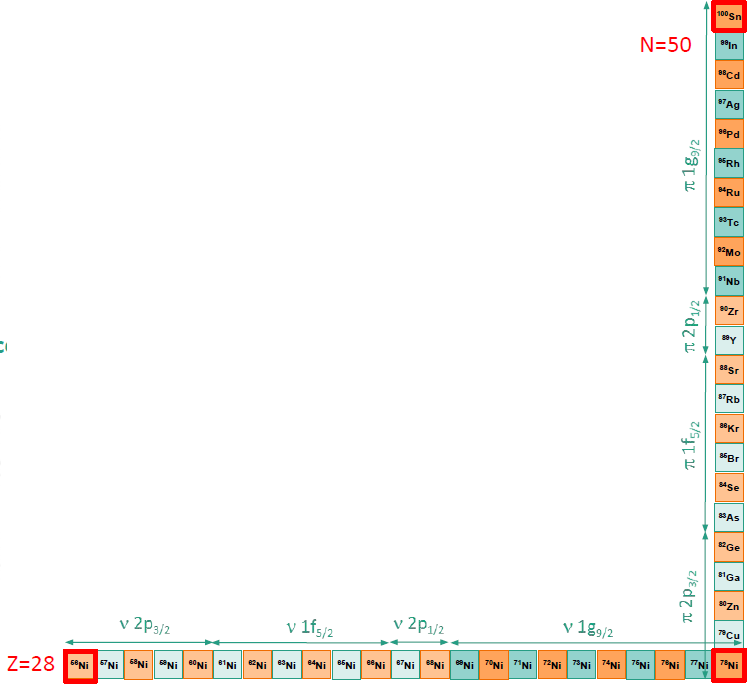 ¹⁰⁰Sn
N=50
⁹⁹In
⁹⁸Cd
⁹⁷Ag
⁹⁶Pd
π 1g9/2
⁹⁵Rh
⁹⁴Ru
⁹³Tc
⁹²Mo
⁹¹Nb
π 2p1/2
⁹⁰Zr
⁸⁹Y
⁸⁸Sr
⁸⁷Rb
π 1f5/2
⁸⁶Kr
⁸⁵Br
⁸⁴Se
⁸³As
π 2p3/2
⁸²Ge
⁸¹Ga
⁸⁰Zn
⁷⁹Cu
ν 2p3/2 ν 1f5/2 ν 2p1/2 ν 1g9/2
Z=28 ⁵⁶Ni ⁵⁷Ni ⁵⁸Ni ⁵⁹Ni ⁶⁰Ni ⁶¹Ni ⁶²Ni ⁶³Ni ⁶⁴Ni ⁶⁵Ni ⁶⁶Ni ⁶⁷Ni ⁶⁸Ni ⁶⁹Ni ⁷⁰Ni ⁷¹Ni ⁷²Ni ⁷³Ni ⁷⁴Ni ⁷⁵Ni ⁷⁶Ni ⁷⁷Ni ⁷⁸Ni